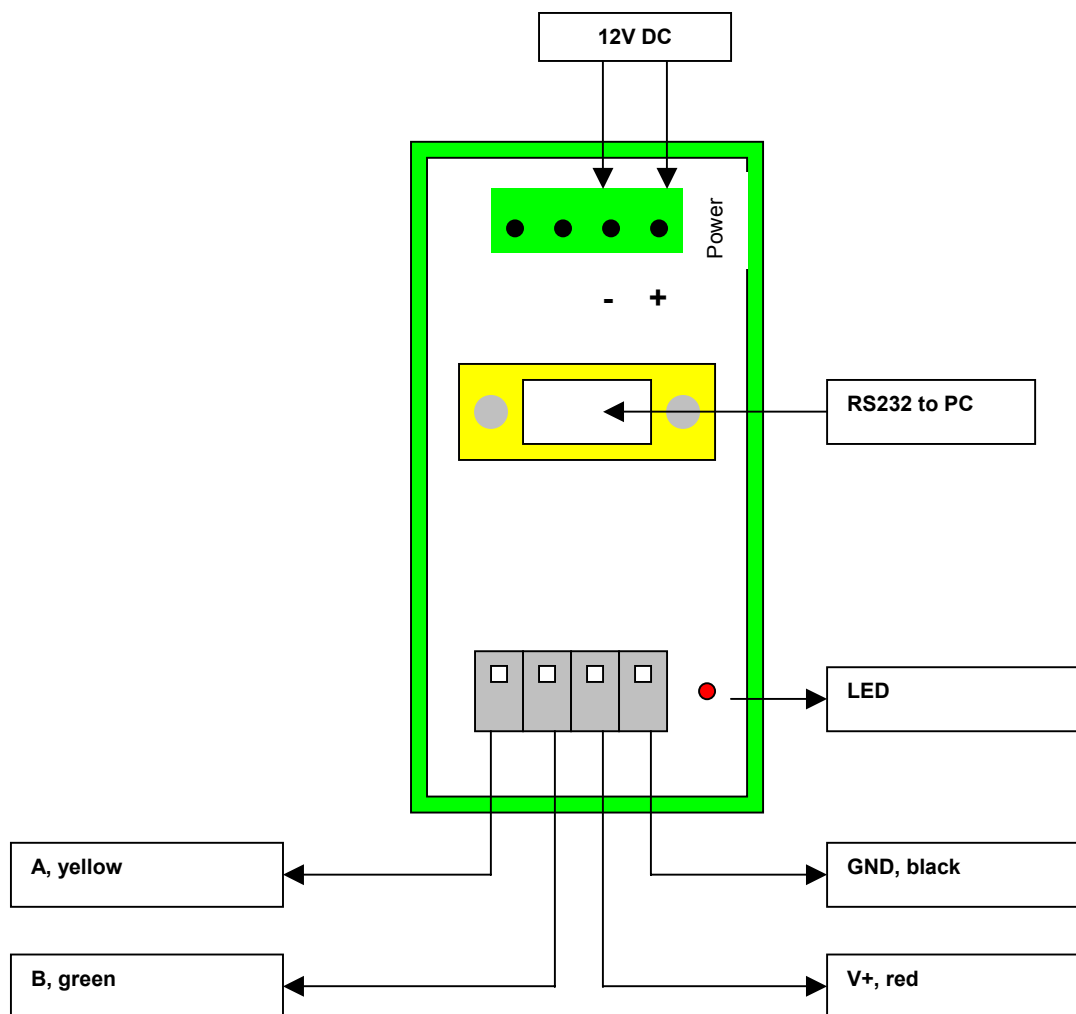 12V DC
Power
- +
RS232 to PC
LED
A, yellow
GND, black
B, green
V+, red